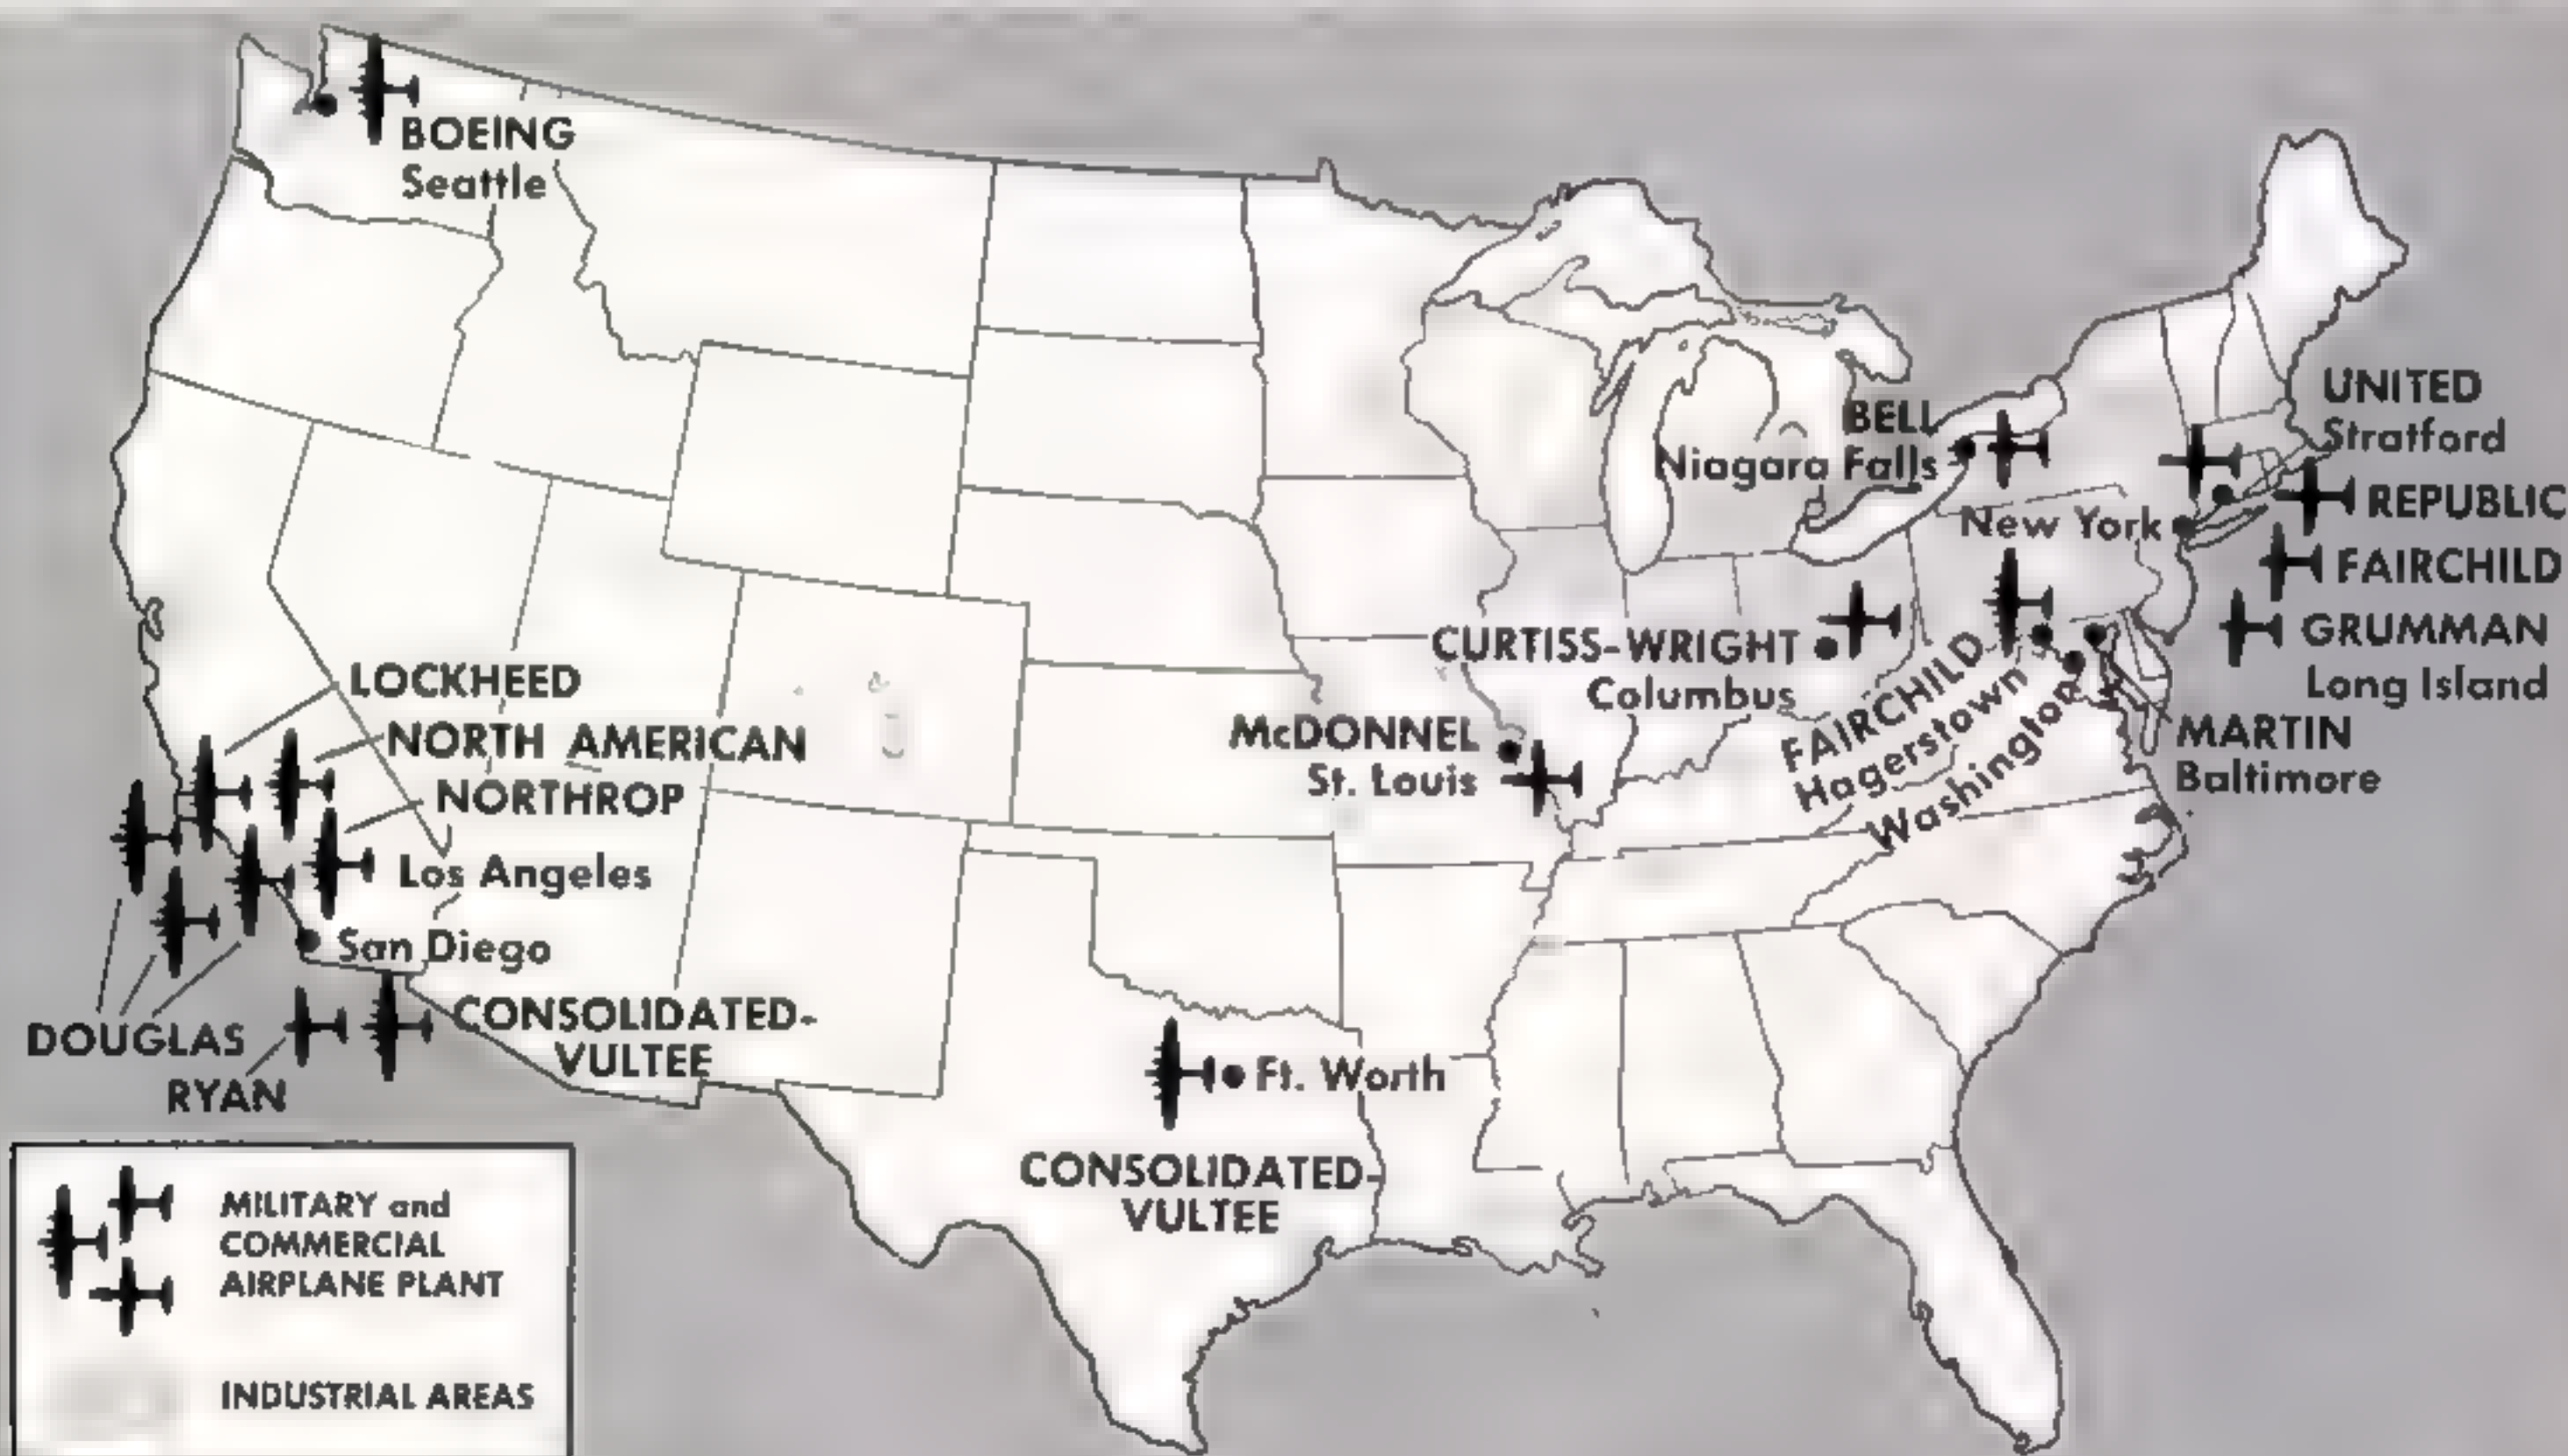 BOEING
Seattle
UNITED
Stratford
BELL
Niagara Falls
REPUBLIC
New York
FAIRCHILD
GRUMMAN
Long Island
CURTISS-WRIGHT
Columbus
FAIRCHILD
Hagerstown
Washington
MARTIN
Baltimore
LOCKHEED
NORTH AMERICAN
NORTHROP
McDONNEL
St. Louis
Los Angeles
San Diego
DOUGLAS
RYAN
CONSOLIDATED-
VULTEE
Ft. Worth
CONSOLIDATED-
VULTEE
MILITARY and
COMMERCIAL
AIRPLANE PLANT
INDUSTRIAL AREAS